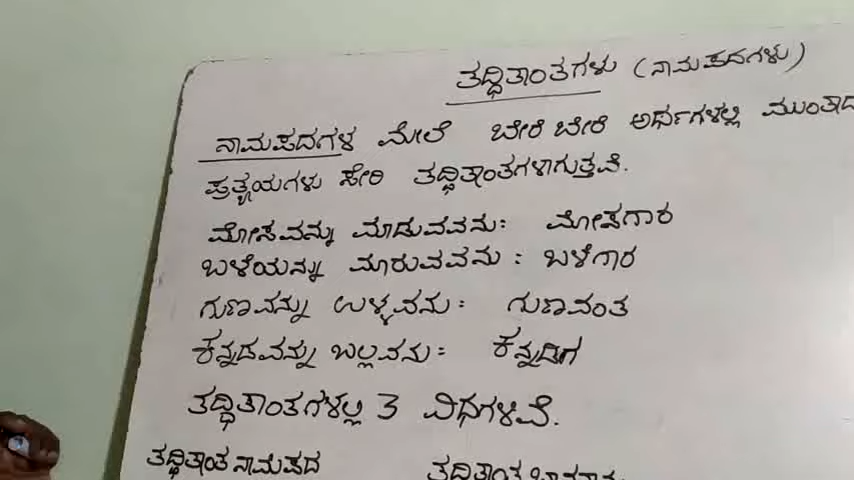 ತದ್ಧಿತಾಂತಗಳು (ನಾಮಪದಗಳು)
ನಾಮಪದಗಳ ಮೇಲೆ ಬೇರೆ ಬೇರೆ ಅರ್ಥಗಳಲ್ಲಿ
ಪ್ರತ್ಯಯಗಳು ಸೇರಿ ತದ್ಧಿತಾಂತಗಳಾಗುತ್ತವೆ.
ಮೋಸವನ್ನು ಮಾಡುವವನು: ಮೋಸಗಾರ
ಬಳೆಯನ್ನು ಮಾರುವವನು : ಬಳೆಗಾರ
ಗುಣವನ್ನು ಉಳ್ಳವನು: ಗುಣವಂತ
ಕನ್ನಡವನ್ನು ಬಲ್ಲವನು: ಕನ್ನಡಿಗ
ತದ್ಧಿತಾಂತಗಳಲ್ಲಿ 3 ವಿಧಗಳಿವೆ.
ತದ್ಧಿತಾಂತ ನಾಮಪದ ತದ್ಧಿತಾಂತ